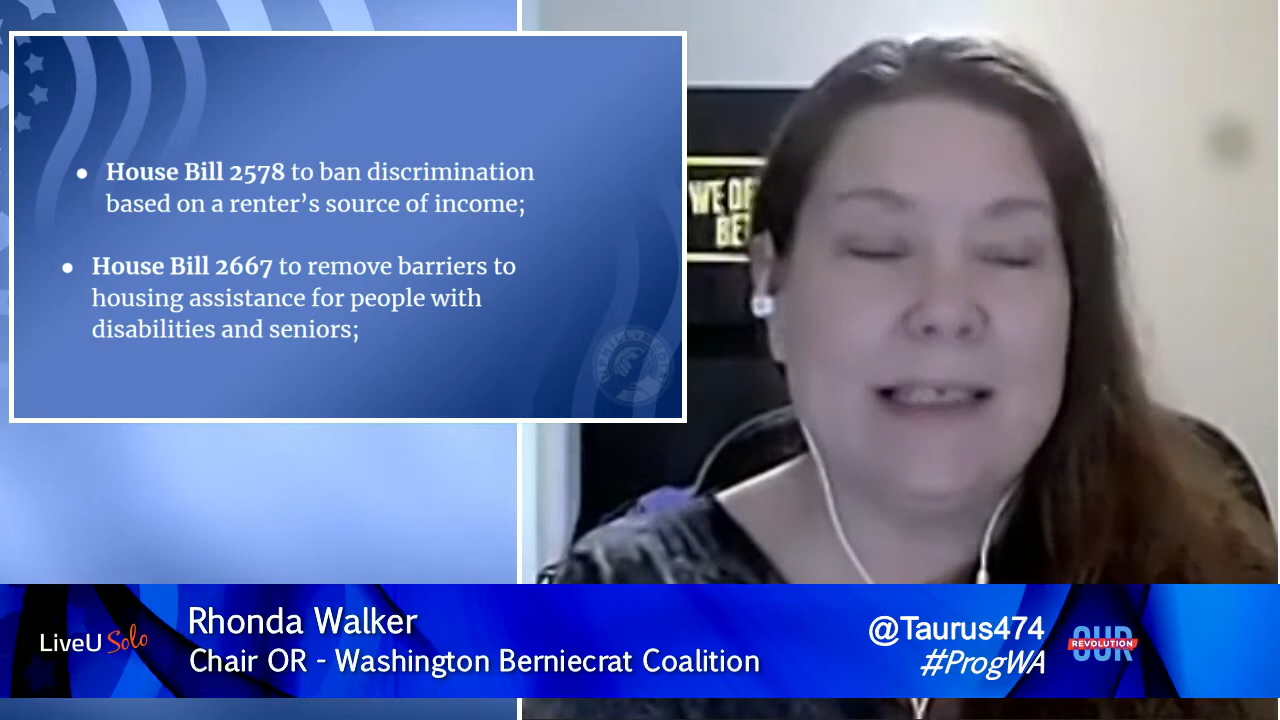 ● House Bill 2578 to ban discrimination
based on a renter's source of income;
● House Bill 2667 to remove barriers to
housing assistance for people with
disabilities and seniors;
WE
LiveU Solo
Rhonda Walker
Chair OR - Washington Berniecrat Coalition
@Taurus474
#ProgWA
OUR
REVOLUTION